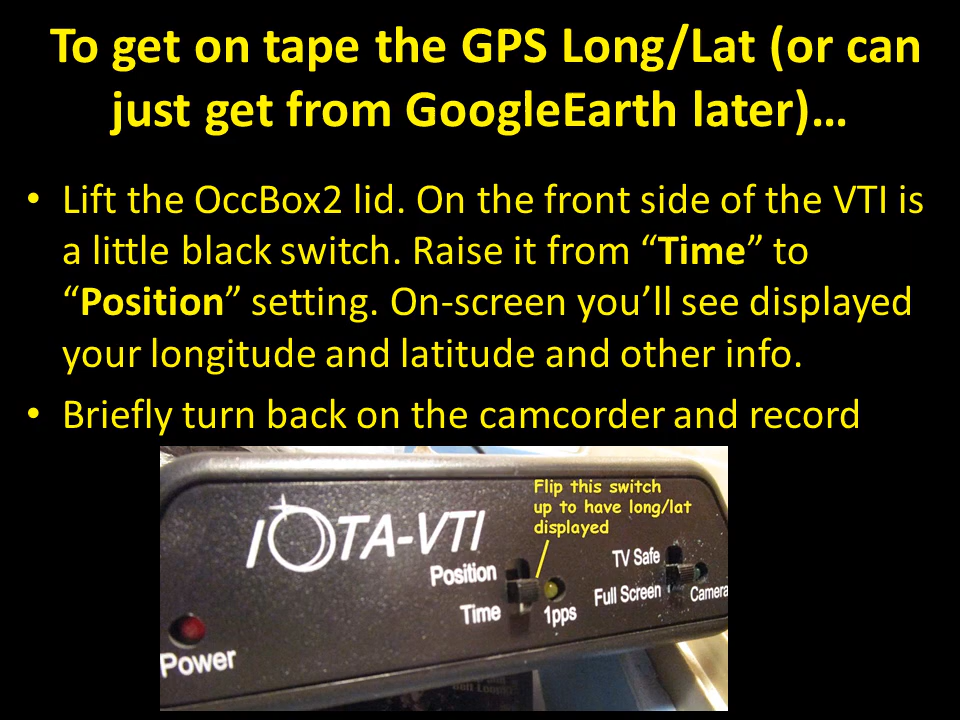 To get on tape the GPS Long/Lat (or can
just get from GoogleEarth later)…
• Lift the OccBox2 lid. On the front side of the VTI is
a little black switch. Raise it from “Time” to
“Position” setting. On-screen you’ll see displayed
your longitude and latitude and other info.
• Briefly turn back on the camcorder and record
Flip this switch
up to have long/lat
displayed
IOTA-VTI
Position
Time
1pps
TV Safe
Full Screen
Camera
Power